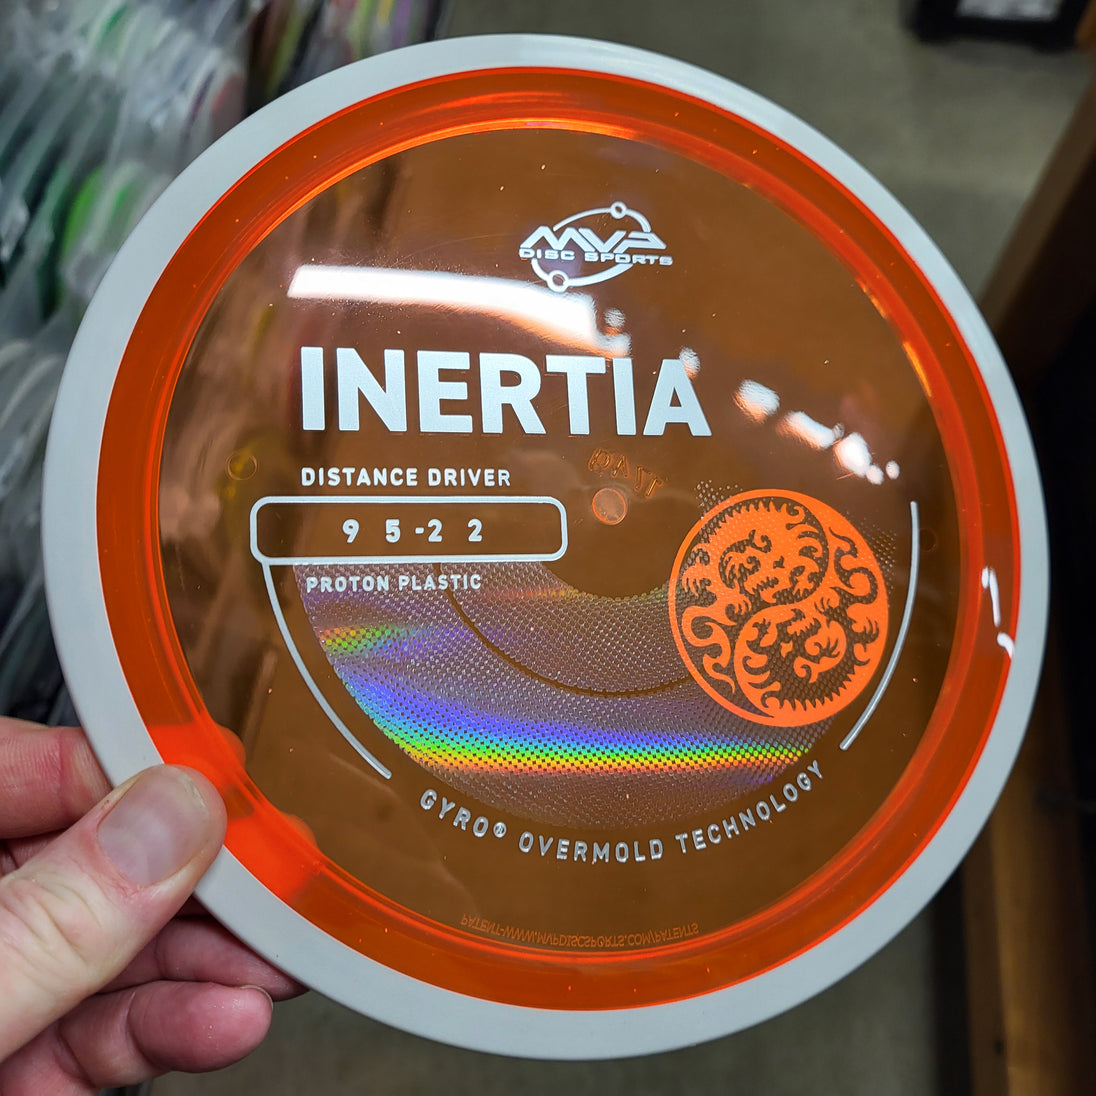 MVP
DISC SPORTS
INERTIA
DISTANCE DRIVER
9 5 -2 2
PROTON PLASTIC
GYRO® OVERMOLD TECHNOLOGY
PATENT-WWW.MVPDISCSPORTS.COM/PATENTS